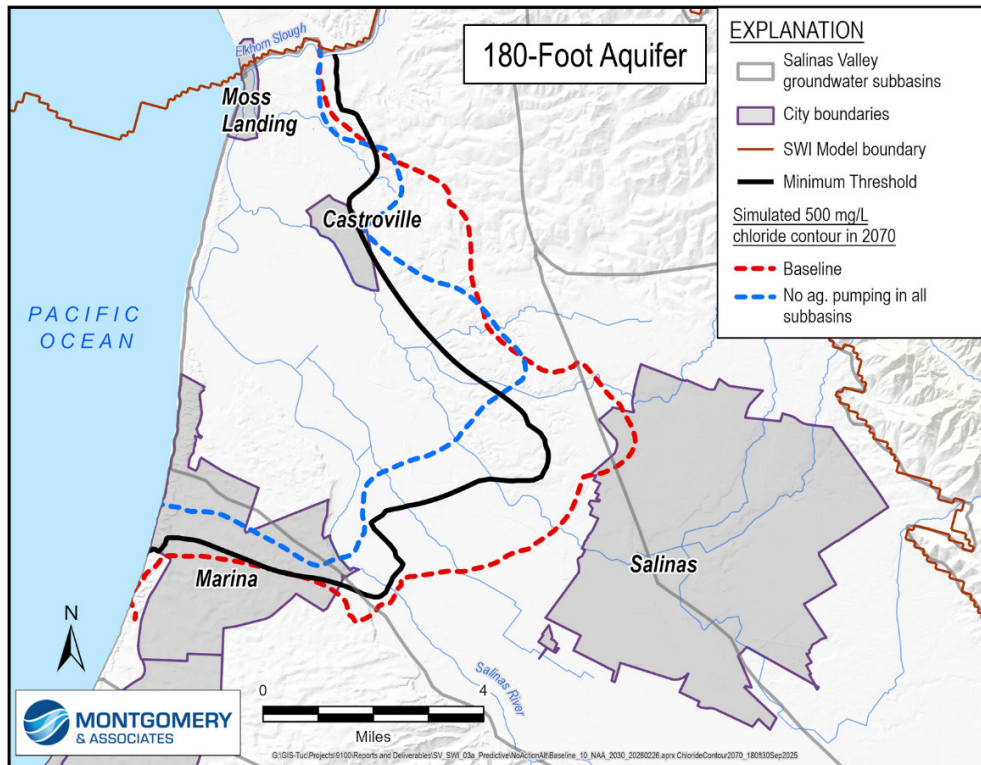 Elkhorn Slough
180-Foot Aquifer
Moss
Landing
Castroville
PACIFIC
OCEAN
Marina
Salinas
Salinas River
N
0 4
Miles
MONTGOMERY
& ASSOCIATES
EXPLANATION
Salinas Valley
groundwater subbasins
City boundaries
SWI Model boundary
Minimum Threshold
Simulated 500 mg/L
chloride contour in 2070
Baseline
No ag. pumping in all
subbasins